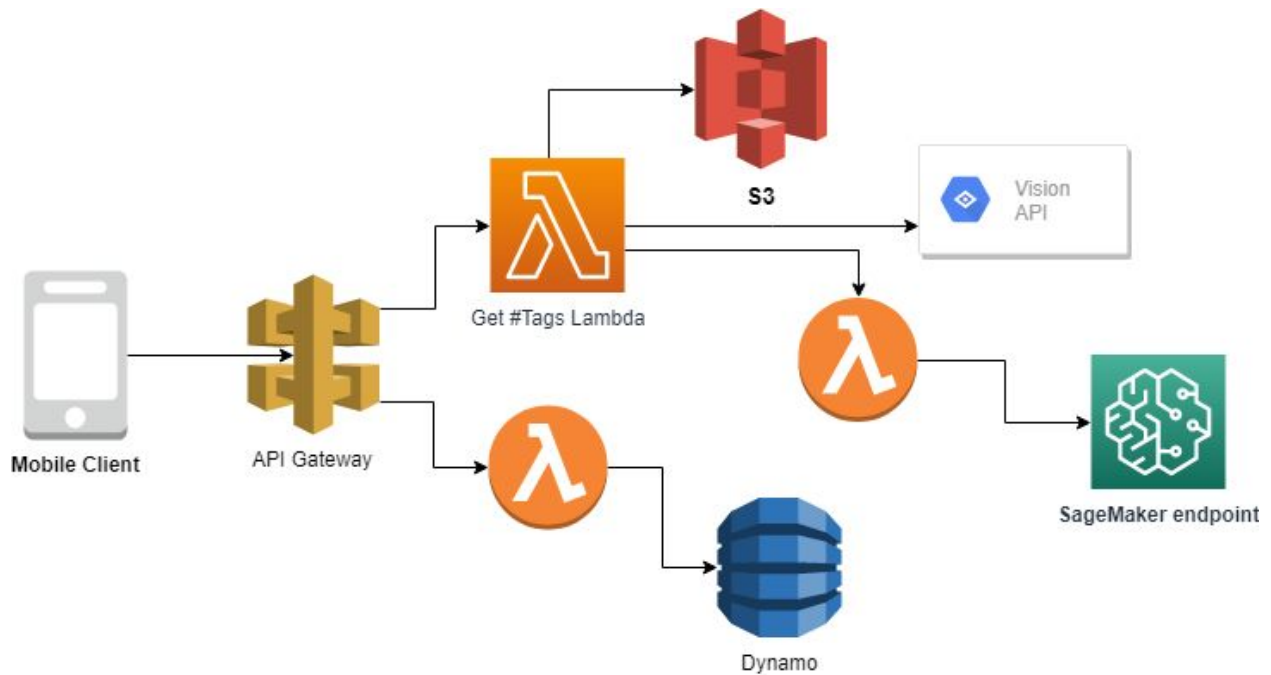 S3
Vision
API
Get #Tags Lambda
Mobile Client
API Gateway
SageMaker endpoint
Dynamo